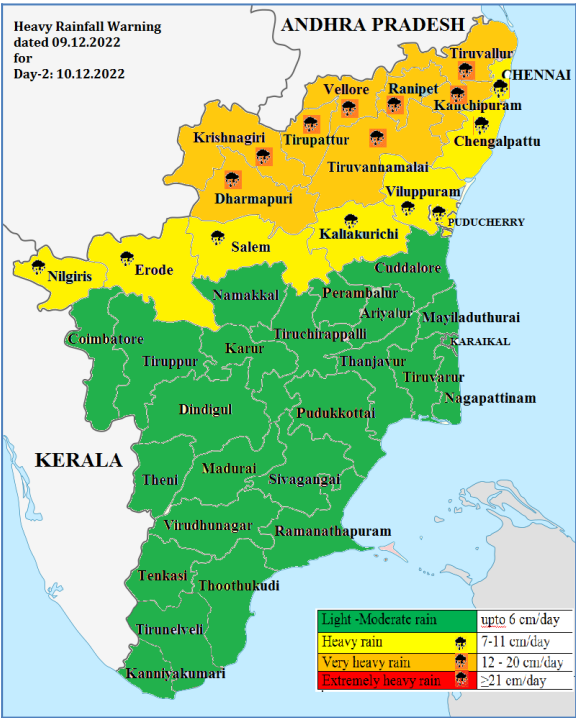 Heavy Rainfall Warning
dated 09.12.2022
for
Day-2: 10.12.2022
ANDHRA PRADESH
Tiruvallur
CHENNAI
Vellore
Ranipet
Kanchipuram
Krishnagiri
Tirupattur
Chengalpattu
Tiruvannamalai
Dharmapuri
Viluppuram
PUDUCHERRY
Kallakurichi
Salem
Nilgiris
Erode
Cuddalore
Namakkal
Perambalur
Ariyalur
Mayiladuthurai
Coimbatore
Tiruchirappalli
KARAIKAL
Karur
Tiruppur
Thanjavur
Tiruvarur
Nagapattinam
Dindigul
Pudukkottai
KERALA
Madurai
Theni
Sivagangai
Virudhunagar
Ramanathapuram
Tenkasi
Thoothukudi
Tirunelveli
Kanniyakumari
Light -Moderate rain upto 6 cm/day
Heavy rain 7-11 cm/day
Very heavy rain 12 - 20 cm/day
Extremely heavy rain ≥21 cm/day